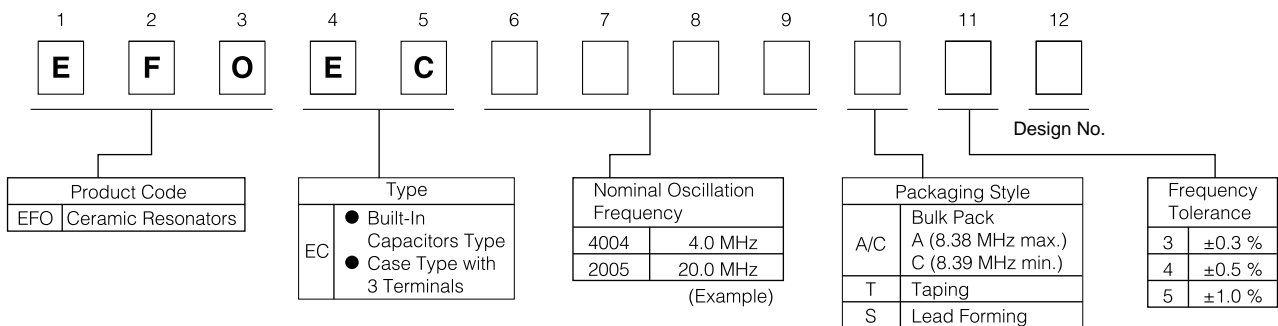 1 2 3 4 5 6 7 8 9 10 11 12
E F O E C
Design No.
Product Code
EFO Ceramic Resonators
Type
EC
● Built-In
Capacitors Type
● Case Type with
3 Terminals
Nominal Oscillation
Frequency
4004 4.0 MHz
2005 20.0 MHz
(Example)
Packaging Style
A/C
Bulk Pack
A (8.38 MHz max.)
C (8.39 MHz min.)
T Taping
S Lead Forming
Frequency
Tolerance
3 ±0.3 %
4 ±0.5 %
5 ±1.0 %